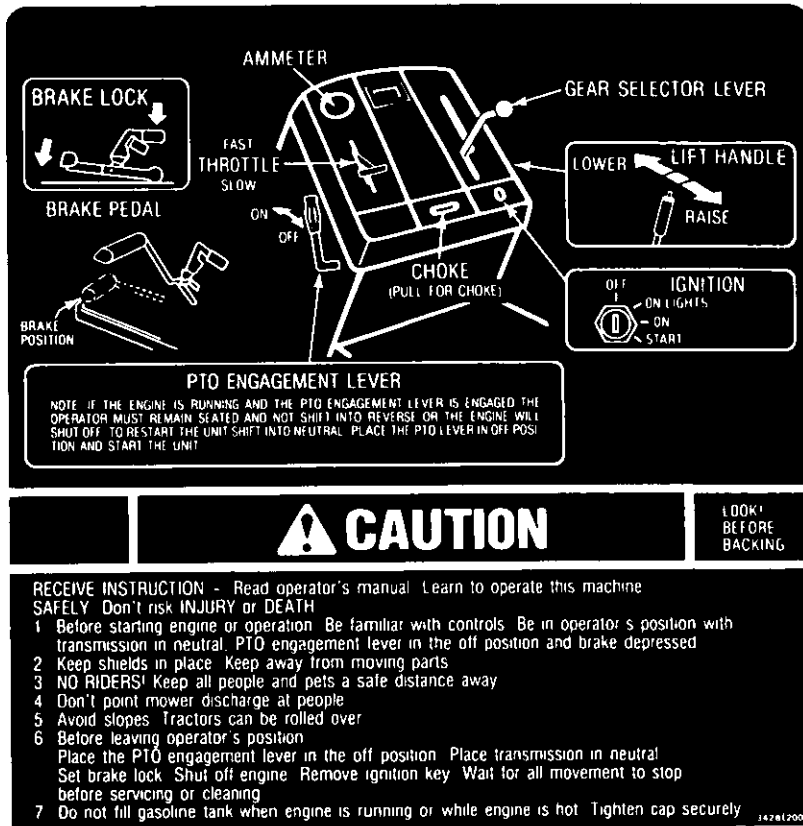 AMMETER
BRAKE LOCK
GEAR SELECTOR LEVER
FAST
THROTTLE
SLOW
LOWER
LIFT HANDLE
RAISE
BRAKE PEDAL
ON
OFF
BRAKE
POSITION
CHOKE
(PULL FOR CHOKE)
OFF
IGNITION
ON LIGHTS
ON
START
PTO ENGAGEMENT LEVER
NOTE IF THE ENGINE IS RUNNING AND THE PTO ENGAGEMENT LEVER IS ENGAGED THE
OPERATOR MUST REMAIN SEATED AND NOT SHIFT INTO REVERSE OR THE ENGINE WILL
SHUT OFF TO RESTART THE UNIT SHIFT INTO NEUTRAL PLACE THE PTO LEVER IN OFF POSI
TION AND START THE UNIT
CAUTION
LOOK!
BEFORE
BACKING
RECEIVE INSTRUCTION - Read operator's manual Learn to operate this machine
SAFELY Don't risk INJURY or DEATH
1 Before starting engine or operation Be familiar with controls Be in operator s position with
transmission in neutral. PTO engagement lever in the off position and brake depressed
2 Keep shields in place Keep away from moving parts
3 NO RIDERS! Keep all people and pets a safe distance away
4 Don't point mower discharge at people
5 Avoid slopes Tractors can be rolled over
6 Before leaving operator's position
Place the PTO engagement lever in the off position Place transmission in neutral
Set brake lock Shut off engine Remove ignition key Wait for all movement to stop
before servicing or cleaning
7 Do not fill gasoline tank when engine is running or while engine is hot Tighten cap securely